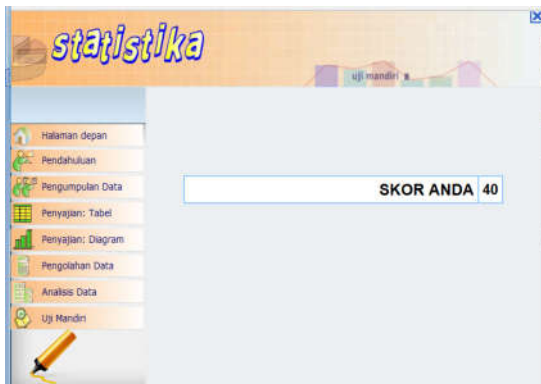 statistika
uji mandiri
Halaman depan
Pendahuluan
Pengumpulan Data
Penyajian: Tabel
Penyajian: Diagram
Pengolahan Data
Analisis Data
Uji Mandiri
SKOR ANDA 40